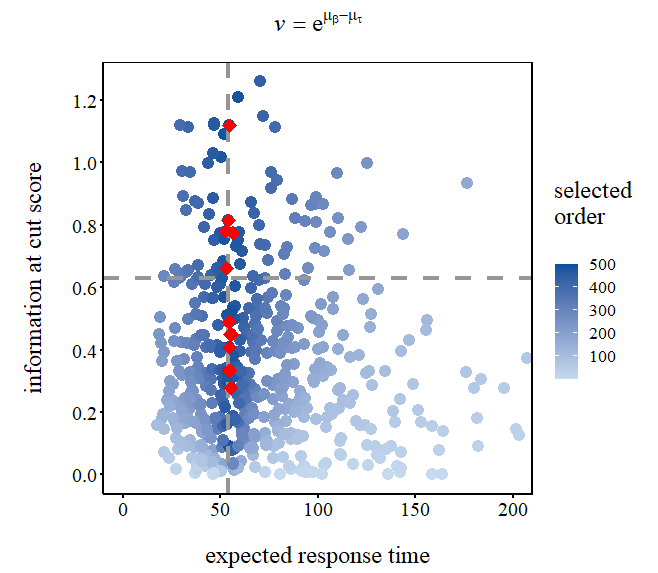 v = e^μβ−μτ
information at cut score
1.2
1.0
0.8
0.6
0.4
0.2
0.0
0 50 100 150 200
expected response time
selected
order
500
400
300
200
100